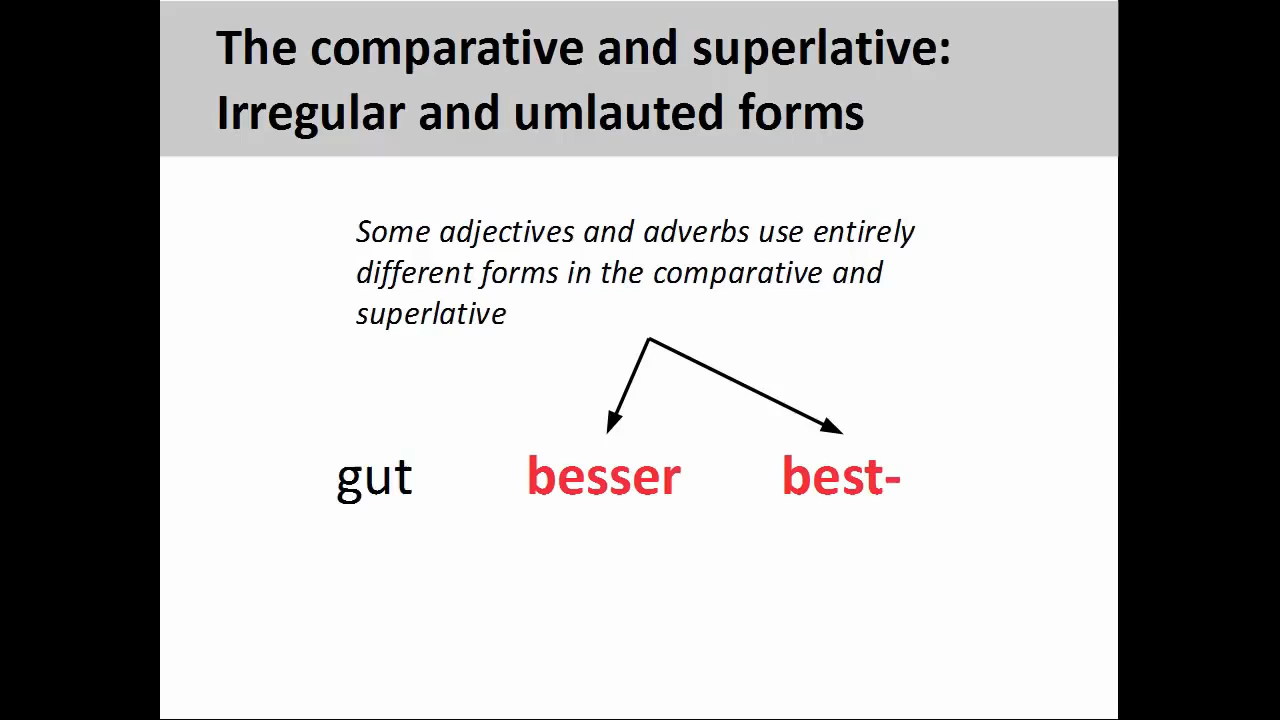 The comparative and superlative:
Irregular and umlauted forms
Some adjectives and adverbs use entirely
different forms in the comparative and
superlative
gut besser best-